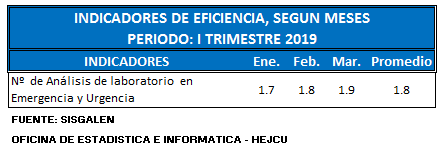 INDICADORES DE EFICIENCIA, SEGUN MESES
PERIODO: I TRIMESTRE 2019
INDICADORES Ene. Feb. Mar. Promedio
Nº de Análisis de laboratorio en
Emergencia y Urgencia 1.7 1.8 1.9 1.8
FUENTE: SISGALEN
OFICINA DE ESTADISTICA E INFORMATICA - HEJCU